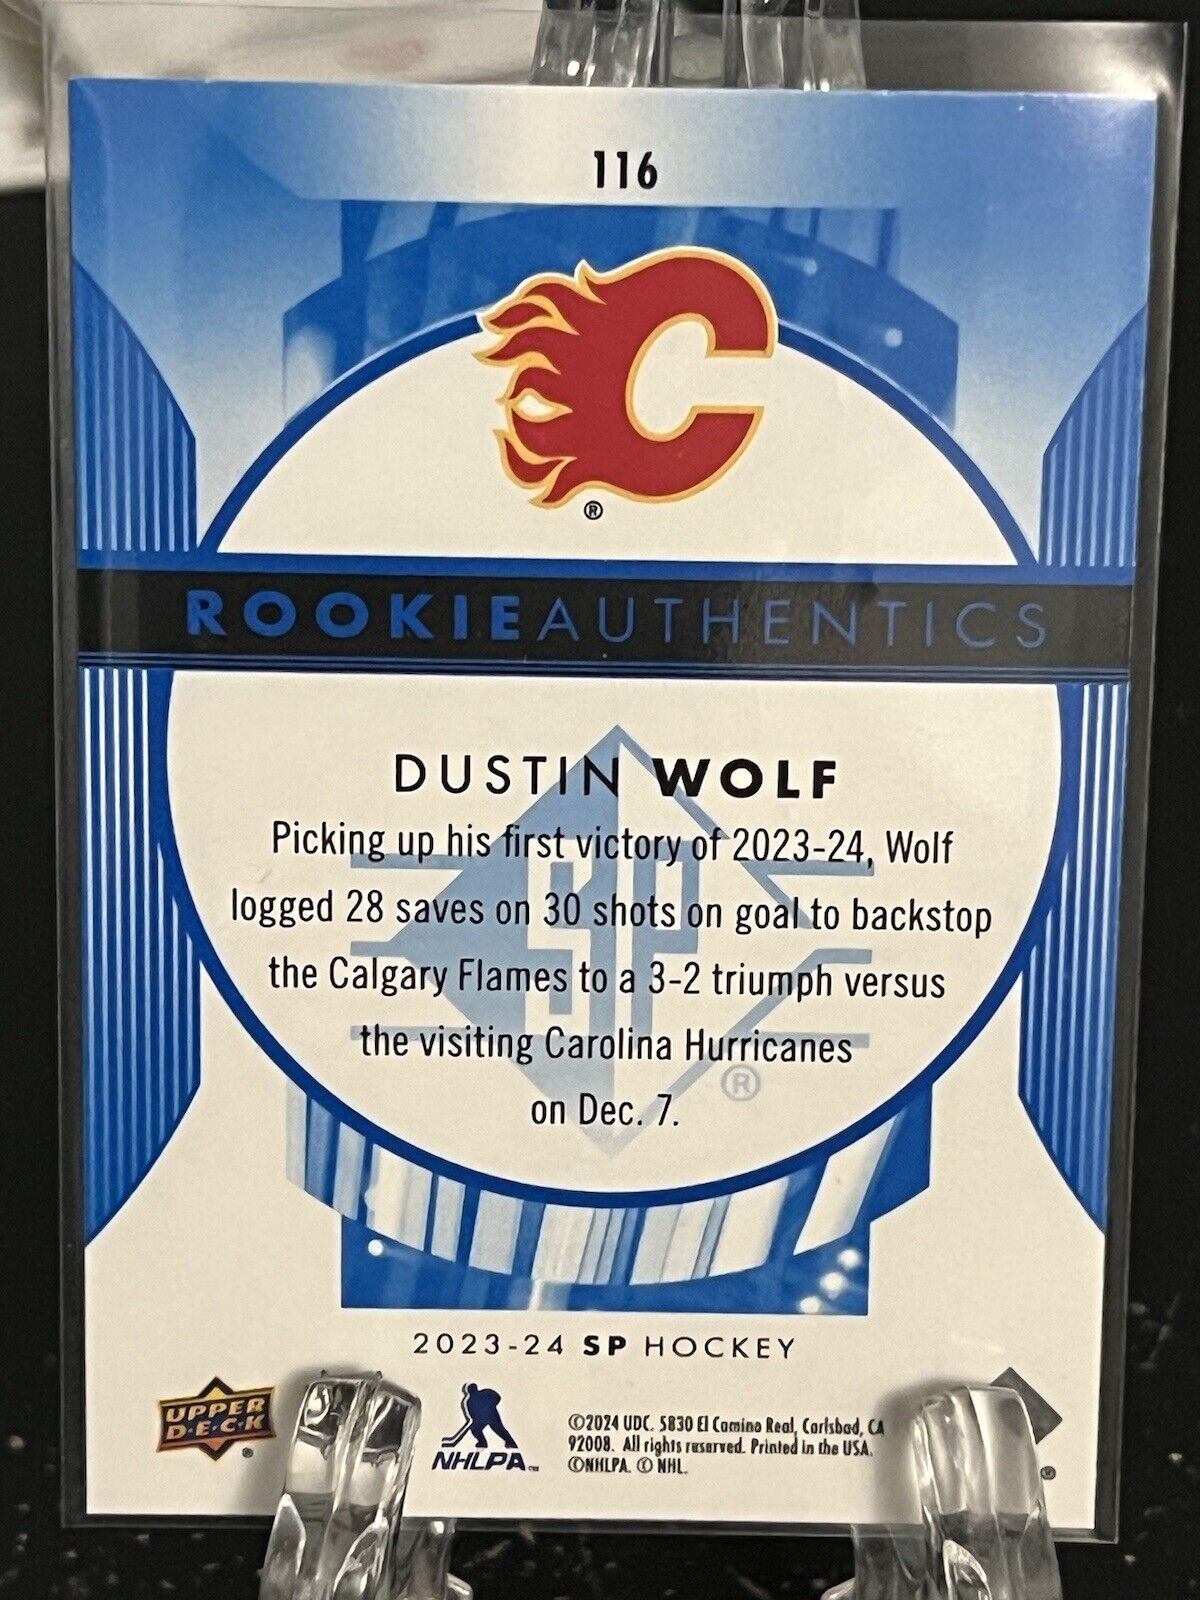 116
®
ROOKIEAUTHENTICS
DUSTIN WOLF
Picking up his first victory of 2023-24, Wolf
logged 28 saves on 30 shots on goal to backstop
the Calgary Flames to a 3-2 triumph versus
the visiting Carolina Hurricanes
on Dec. 7.
SP
®
2023-24 SP HOCKEY
UPPER
D·E·C·K
®
NHLPA™
©2024 UDC. 5830 El Camino Real, Carlsbad, CA
92008. All rights reserved. Printed in the USA.
©NHLPA. © NHL.
®